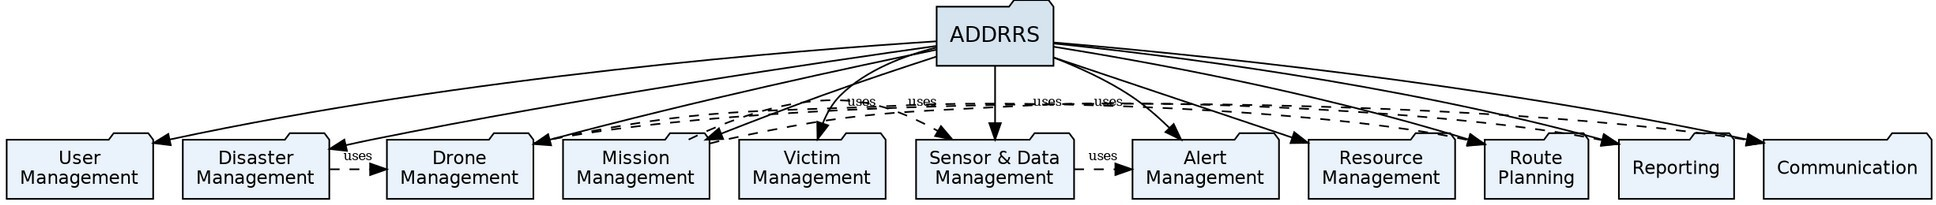 ADDRRS
uses
uses
uses
uses
User
Management
Disaster
Management
uses
Drone
Management
Mission
Management
Victim
Management
Sensor & Data
Management
uses
Alert
Management
Resource
Management
Route
Planning
Reporting
Communication